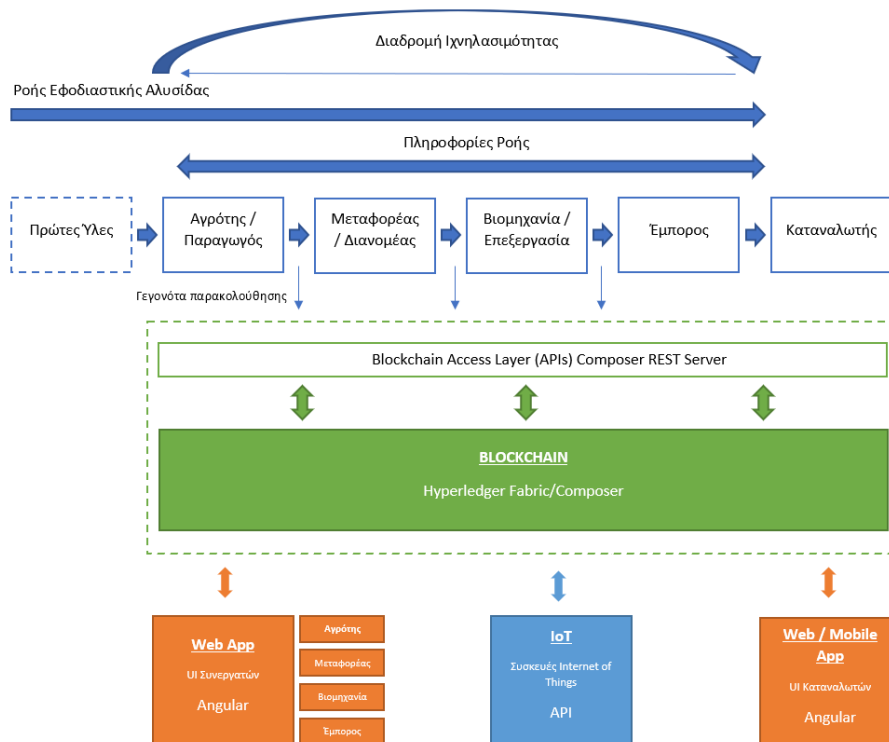 Διαδρομή Ιχνηλασιμότητας
Ροής Εφοδιαστικής Αλυσίδας
Πληροφορίες Ροής
Πρώτες Ύλες
Αγρότης /
Παραγωγός
Μεταφορέας
/ Διανομέας
Βιομηχανία /
Επεξεργασία
Έμπορος
Καταναλωτής
Γεγονότα παρακολούθησης
Blockchain Access Layer (APIs) Composer REST Server
BLOCKCHAIN
Hyperledger Fabric/Composer
Web App
UI Συνεργατών
Angular
Αγρότης
Μεταφορέας
Βιομηχανία
Έμπορος
IoT
Συσκευές Internet of
Things
API
Web / Mobile
App
UI Καταναλωτών
Angular